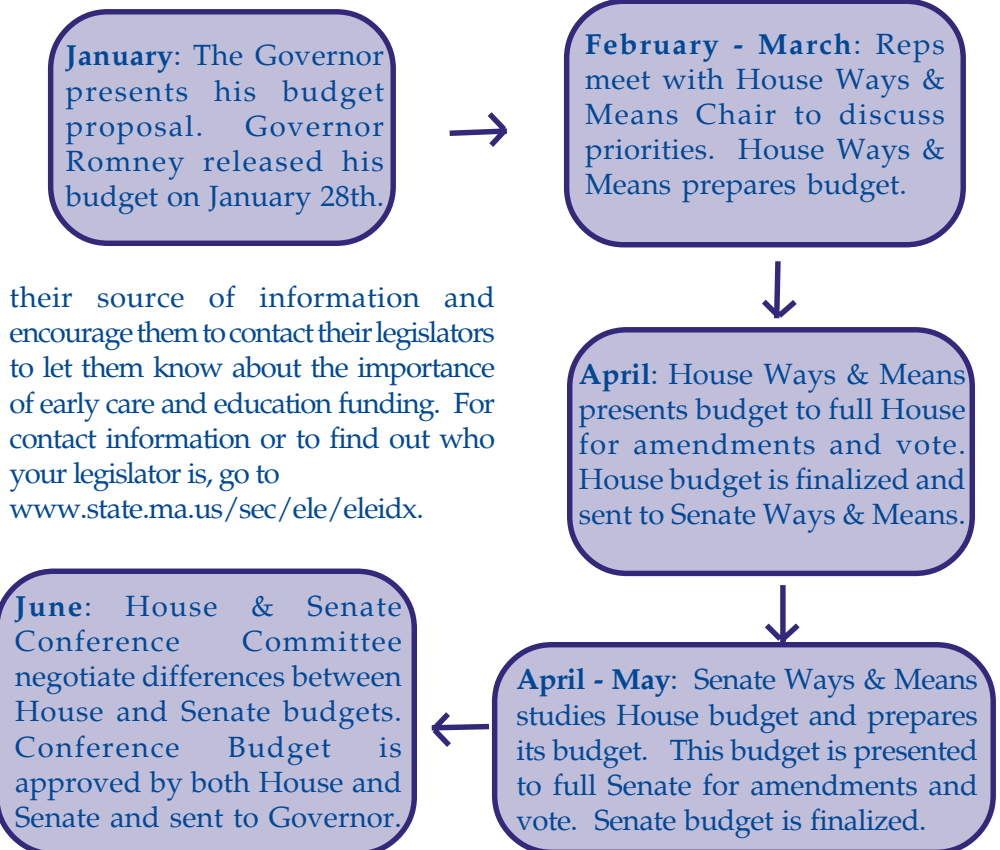 January: The Governor
presents his budget
proposal. Governor
Romney released his
budget on January 28th.
February - March: Reps
meet with House Ways &
Means Chair to discuss
priorities. House Ways &
Means prepares budget.
their source of information and
encourage them to contact their legislators
to let them know about the importance
of early care and education funding. For
contact information or to find out who
your legislator is, go to
www.state.ma.us/sec/ele/eleidx.
April: House Ways & Means
presents budget to full House
for amendments and vote.
House budget is finalized and
sent to Senate Ways & Means.
April - May: Senate Ways & Means
studies House budget and prepares
its budget. This budget is presented
to full Senate for amendments and
vote. Senate budget is finalized.
June: House & Senate
Conference Committee
negotiate differences between
House and Senate budgets.
Conference Budget is
approved by both House and
Senate and sent to Governor.